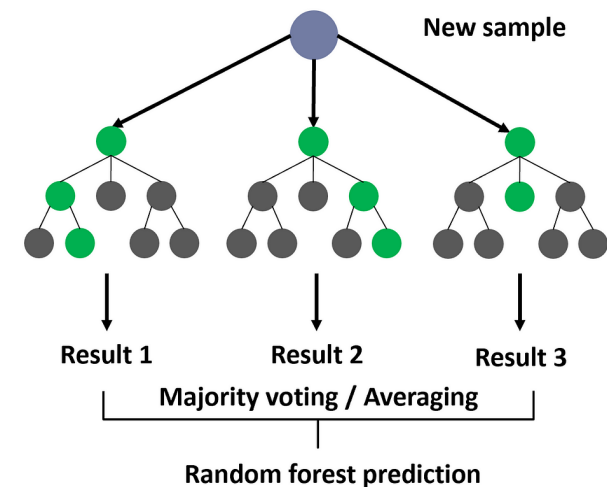 New sample
Result 1
Result 2
Result 3
Majority voting / Averaging
Random forest prediction